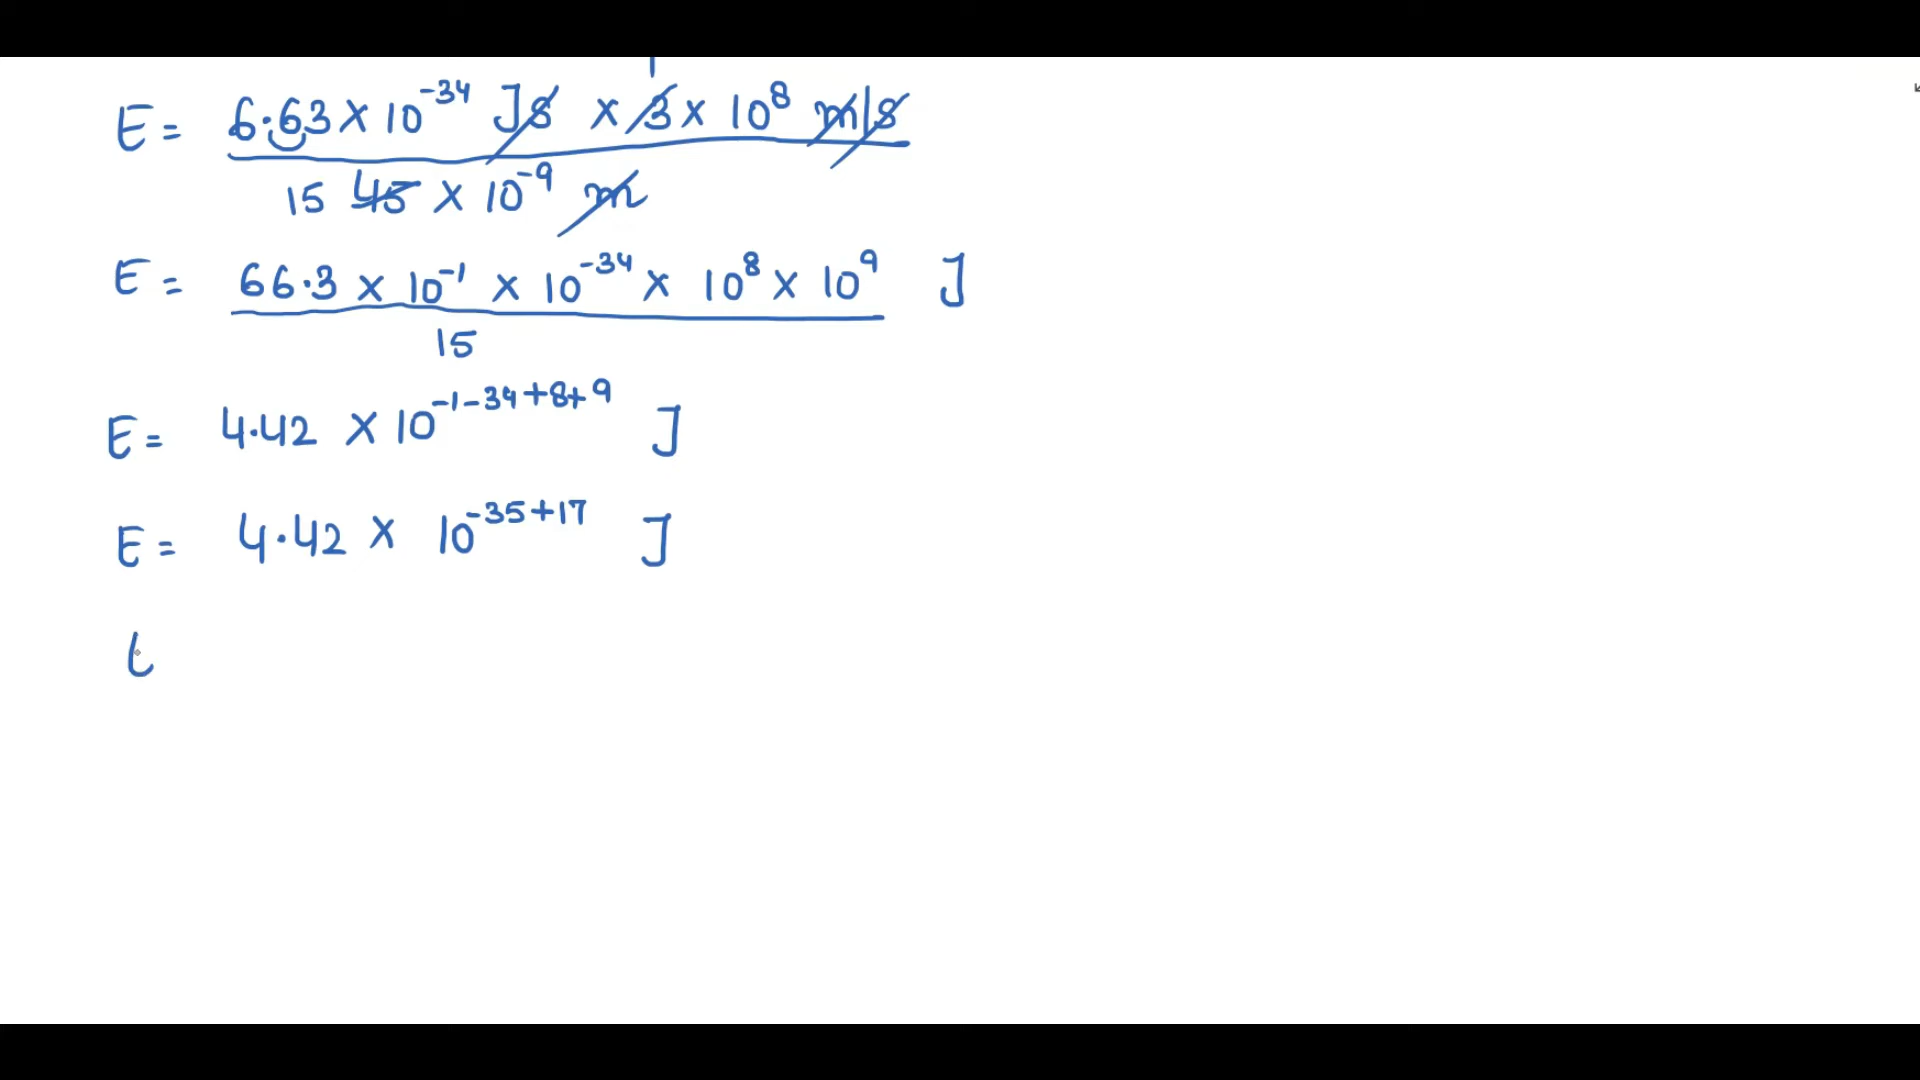 E = 6.63 × 10⁻³⁴ Js × 3 × 10⁸ m/s
15 45 × 10⁻⁹ m
E = 66.3 × 10⁻¹ × 10⁻³⁴ × 10⁸ × 10⁹ J
15
E = 4.42 × 10⁻¹⁻³⁴⁺⁸⁺⁹ J
E = 4.42 × 10⁻³⁵⁺¹⁷ J